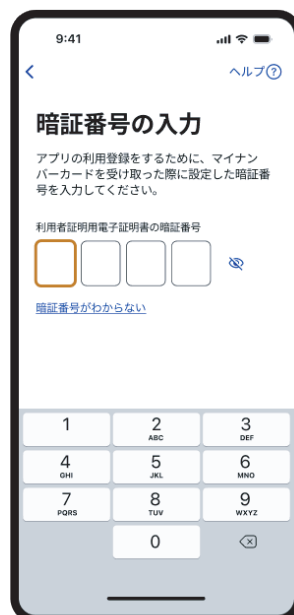 9:41
ヘルプ?
暗証番号の入力
アプリの利用登録をするために、マイナン
バーカードを受け取った際に設定した暗証番
号を入力してください。
利用者証明用電子証明書の暗証番号
暗証番号がわからない
1 2 3
ABC DEF
4 5 6
GHI JKL MNO
7 8 9
PQRS TUV WXYZ
0